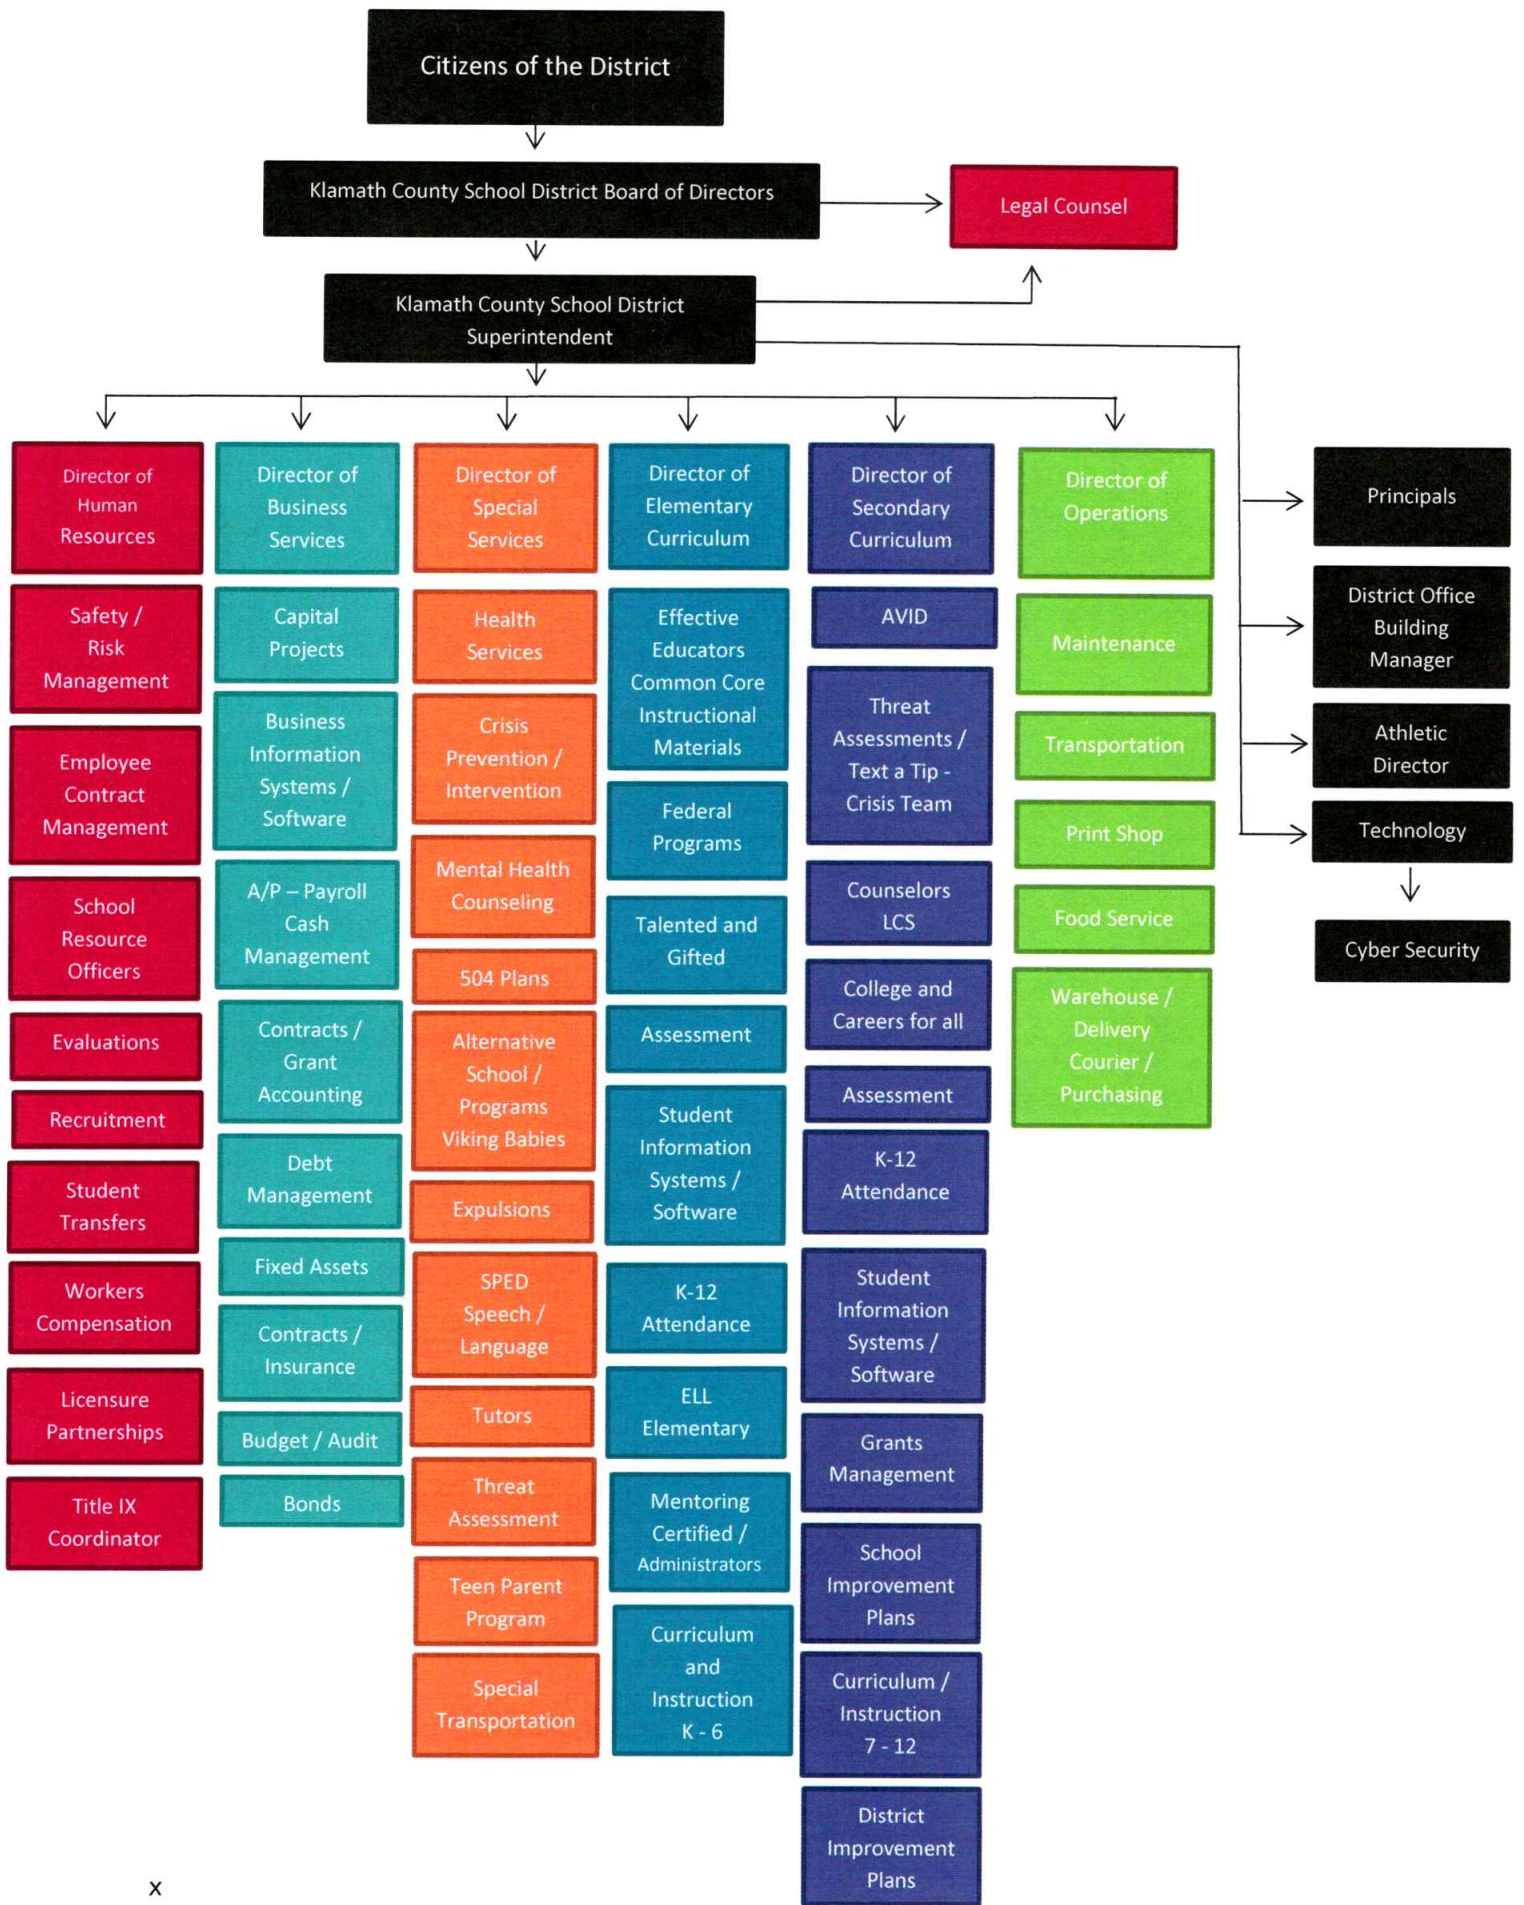 Citizens of the District
Klamath County School District Board of Directors
Legal Counsel
Klamath County School District
Superintendent
Director of
Human
Resources
Safety /
Risk
Management
Employee
Contract
Management
School
Resource
Officers
Evaluations
Recruitment
Student
Transfers
Workers
Compensation
Licensure
Partnerships
Title IX
Coordinator
Director of
Business
Services
Capital
Projects
Business
Information
Systems /
Software
A/P – Payroll
Cash
Management
Contracts /
Grant
Accounting
Debt
Management
Fixed Assets
Contracts /
Insurance
Budget / Audit
Bonds
Director of
Special
Services
Health
Services
Crisis
Prevention /
Intervention
Mental Health
Counseling
504 Plans
Alternative
School /
Programs
Viking Babies
Expulsions
SPED
Speech /
Language
Tutors
Threat
Assessment
Teen Parent
Program
Special
Transportation
Director of
Elementary
Curriculum
Effective
Educators
Common Core
Instructional
Materials
Federal
Programs
Talented and
Gifted
Assessment
Student
Information
Systems /
Software
K-12
Attendance
ELL
Elementary
Mentoring
Certified /
Administrators
Curriculum
and
Instruction
K - 6
Director of
Secondary
Curriculum
AVID
Threat
Assessments /
Text a Tip -
Crisis Team
Counselors
LCS
College and
Careers for all
Assessment
K-12
Attendance
Student
Information
Systems /
Software
Grants
Management
School
Improvement
Plans
Curriculum /
Instruction
7 - 12
District
Improvement
Plans
Director of
Operations
Maintenance
Transportation
Print Shop
Food Service
Warehouse /
Delivery
Courier /
Purchasing
Principals
District Office
Building
Manager
Athletic
Director
Technology
Cyber Security
x